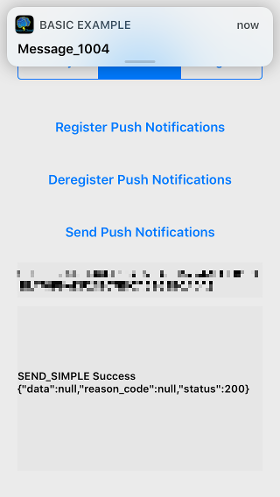 BASIC EXAMPLE
now
Message_1004
Register Push Notifications
Deregister Push Notifications
Send Push Notifications
SEND_SIMPLE Success
{"data":null,"reason_code":null,"status":200}